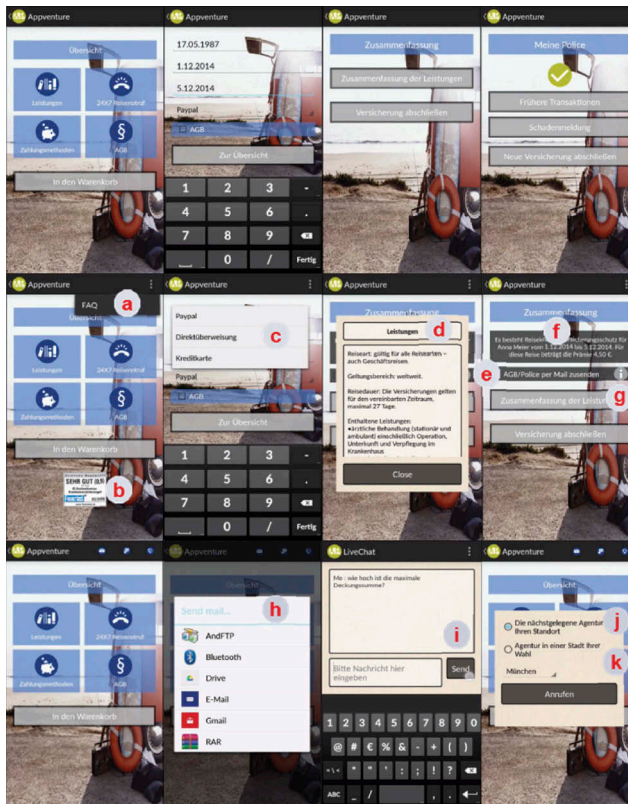 Appventure
Übersicht
Leistungen
24X7 Reisenotruf
Zahlungsmethoden
AGB
In den Warenkorb
Appventure
17.05.1987
1.12.2014
5.12.2014
Paypal
AGB
Zur Übersicht
1 2 3 -
4 5 6 .
7 8 9
0 / Fertig
Appventure
Zusammenfassung
Zusammenfassung der Leistungen
Versicherung abschließen
Appventure
Meine Police
Frühere Transaktionen
Schadenmeldung
Neue Versicherung abschließen
Appventure
FAQ
a
Übersicht
Leistungen
24X7 Reisenotruf
Zahlungsmethoden
AGB
In den Warenkorb
SEHR GUT (0,9)
b
Appventure
Paypal
Direktüberweisung
c
Kreditkarte
Paypal
AGB
Zur Übersicht
1 2 3 -
4 5 6 .
7 8 9
0 / Fertig
Appventure
Zusammenfassung
Leistungen
d
Reiseart: gültig für alle Reisearten –
auch Geschäftsreisen.
Geltungsbereich: weltweit.
Reisedauer: Die Versicherungen gelten
für den vereinbarten Zeitraum,
maximal 27 Tage.
Enthaltene Leistungen:
•ärztliche Behandlung (stationär und
ambulant) einschließlich Operation,
Unterkunft und Verpflegung im
Krankenhaus
Close
Appventure
Zusammenfassung
f
Es besteht
Anna Meier vom 1.12.2014 bis 5.12.2014. Für
diese Reise beträgt die Prämie 4,50 €.
e
AGB/Police per Mail zusenden
g
Zusammenfassung der
Versicherung abschließen
Appventure
Übersicht
Leistungen
24X7 Reisenotruf
Zahlungsmethoden
AGB
In den Warenkorb
Appventure
Übersicht
Send mail...
h
AndFTP
Bluetooth
Drive
E-Mail
Gmail
RAR
LiveChat
Me : wie hoch ist die maximale
Deckungssumme?
i
Bitte Nachricht hier
eingeben
Send
1 2 3 4 5 6 7 8 9 0
@ # € % & - + ( )
=\< * " ' : ; ! ?
ABC _ / , .
Appventure
Übersicht
Die nächstgelegene Agentur
Ihren Standort
j
Agentur in einer Stadt Ihrer
Wahl
k
München
Anrufen